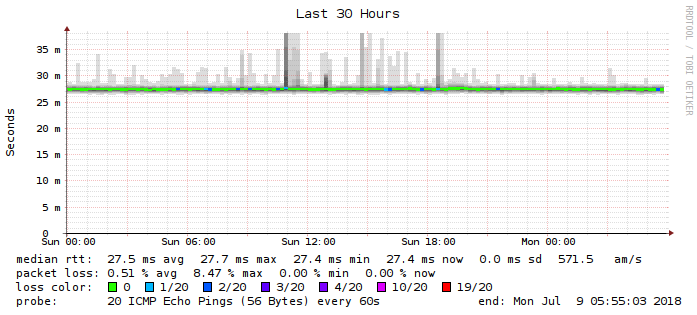 Last 30 Hours
RRDTOOL / TOBI OETIKER
Seconds
35 m
30 m
25 m
20 m
15 m
10 m
5 m
0
Sun 00:00 Sun 06:00 Sun 12:00 Sun 18:00 Mon 00:00
median rtt: 27.5 ms avg 27.7 ms max 27.4 ms min 27.4 ms now 0.0 ms sd 571.5 am/s
packet loss: 0.51 % avg 8.47 % max 0.00 % min 0.00 % now
loss color: 0 1/20 2/20 3/20 4/20 10/20 19/20
probe: 20 ICMP Echo Pings (56 Bytes) every 60s end: Mon Jul 9 05:55:03 2018